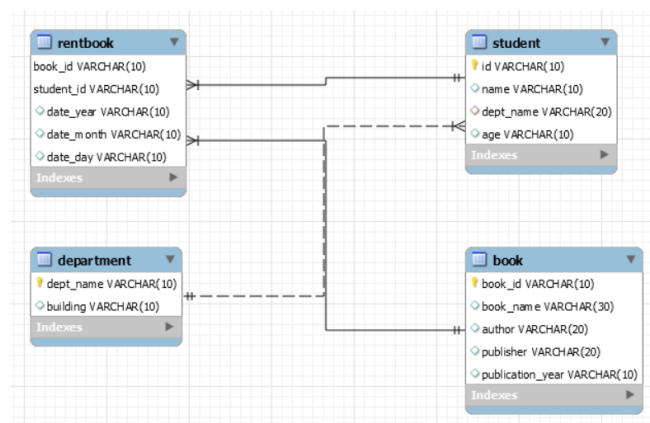 rentbook
book_id VARCHAR(10)
student_id VARCHAR(10)
date_year VARCHAR(10)
date_month VARCHAR(10)
date_day VARCHAR(10)
Indexes
student
id VARCHAR(10)
name VARCHAR(10)
dept_name VARCHAR(20)
age VARCHAR(10)
Indexes
department
dept_name VARCHAR(10)
building VARCHAR(10)
Indexes
book
book_id VARCHAR(10)
book_name VARCHAR(30)
author VARCHAR(20)
publisher VARCHAR(20)
publication_year VARCHAR(10)
Indexes